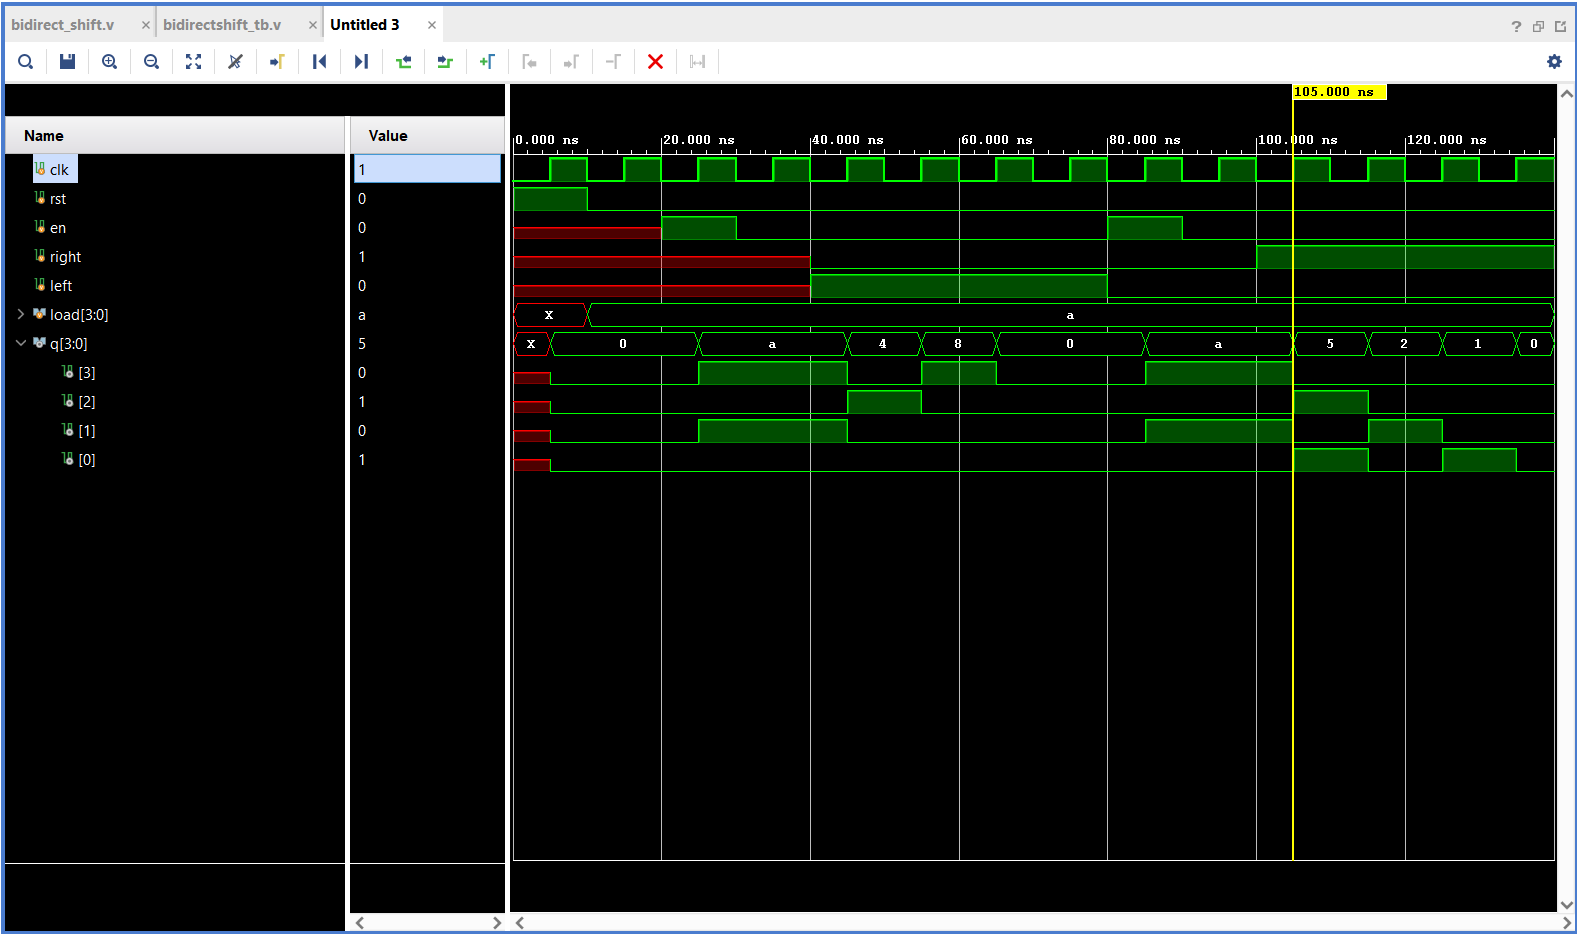 bidirect_shift.v × bidirectshift_tb.v × Untitled 3 × ?
105.000 ns
Name Value
0.000 ns 20.000 ns 40.000 ns 60.000 ns 80.000 ns 100.000 ns 120.000 ns
clk 1
rst 0
en 0
right 1
left 0
load[3:0] a X a
q[3:0] 5 X 0 a 4 8 0 a 5 2 1 0
[3] 0
[2] 1
[1] 0
[0] 1